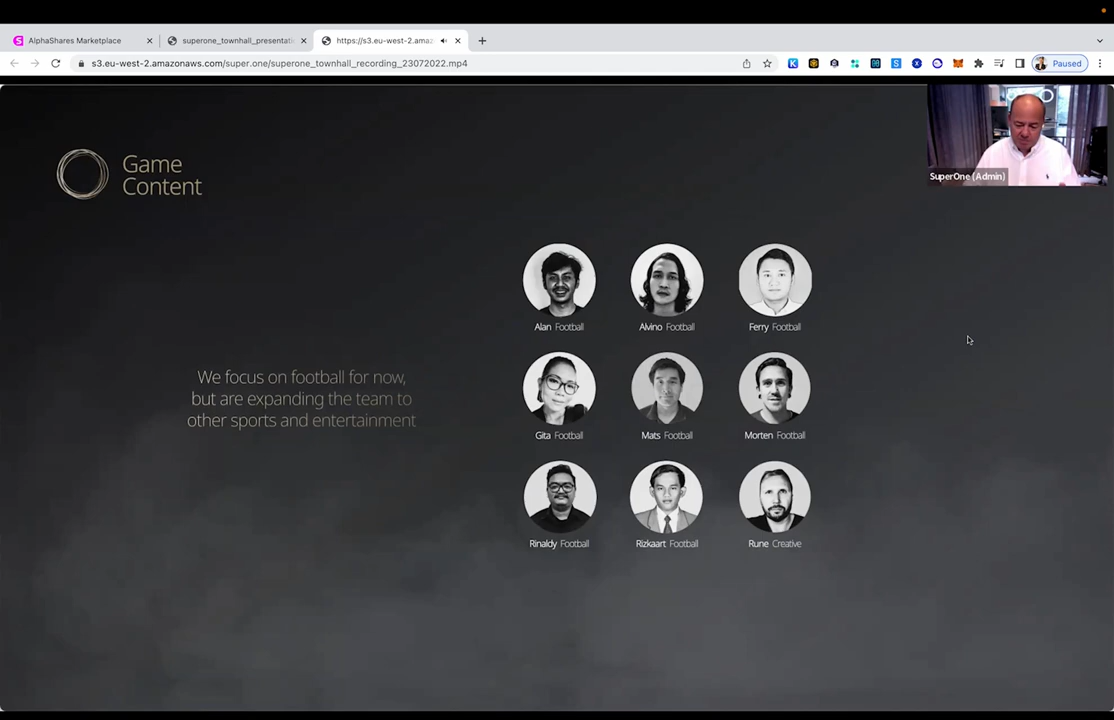 AlphaShares Marketplace
superone_townhall_presentati
https://s3.eu-west-2.amazonaws
s3.eu-west-2.amazonaws.com/super.one/superone_townhall_recording_23072022.mp4
Paused
SuperOne (Admin)
Game
Content
Alan Football
Alvino Football
Ferry Football
We focus on football for now,
but are expanding the team to
other sports and entertainment
Gita Football
Mats Football
Morten Football
Rinaldy Football
Rizkaart Football
Rune Creative